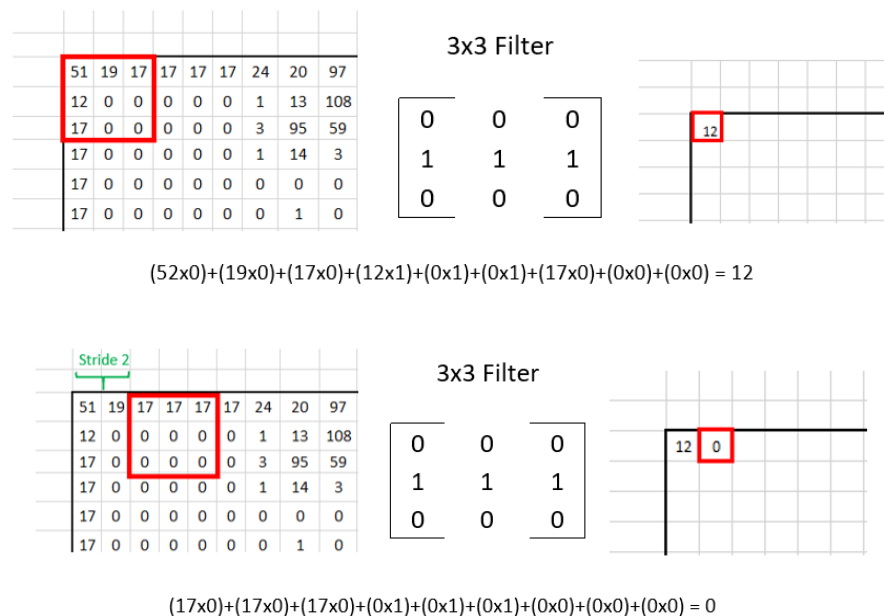 3x3 Filter
51 19 17 17 17 17 24 20 97
12 0 0 0 0 0 1 13 108
17 0 0 0 0 0 3 95 59
17 0 0 0 0 0 1 14 3
17 0 0 0 0 0 0 0 0
17 0 0 0 0 0 0 1 0
0 0 0
1 1 1
0 0 0
12
(52x0)+(19x0)+(17x0)+(12x1)+(0x1)+(0x1)+(17x0)+(0x0)+(0x0) = 12
Stride 2
3x3 Filter
51 19 17 17 17 17 24 20 97
12 0 0 0 0 0 1 13 108
17 0 0 0 0 0 3 95 59
17 0 0 0 0 0 1 14 3
17 0 0 0 0 0 0 0 0
17 0 0 0 0 0 0 1 0
0 0 0
1 1 1
0 0 0
12 0
(17x0)+(17x0)+(17x0)+(0x1)+(0x1)+(0x1)+(0x0)+(0x0)+(0x0) = 0